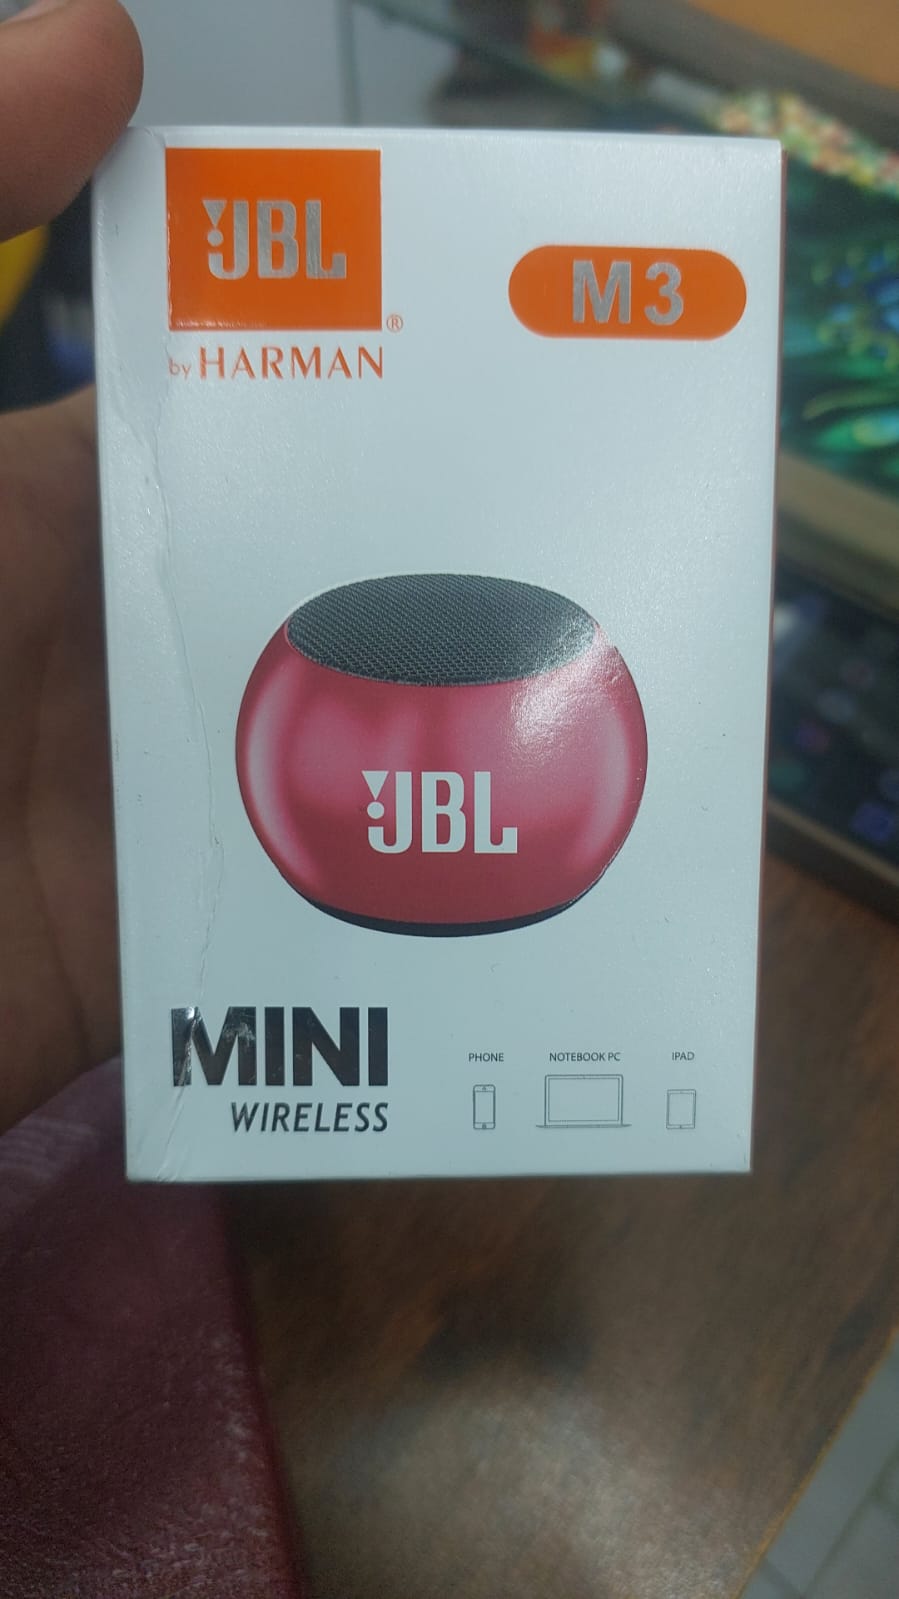 JBL
®
by HARMAN
M3
JBL
MINI
WIRELESS
PHONE
NOTEBOOK PC
IPAD